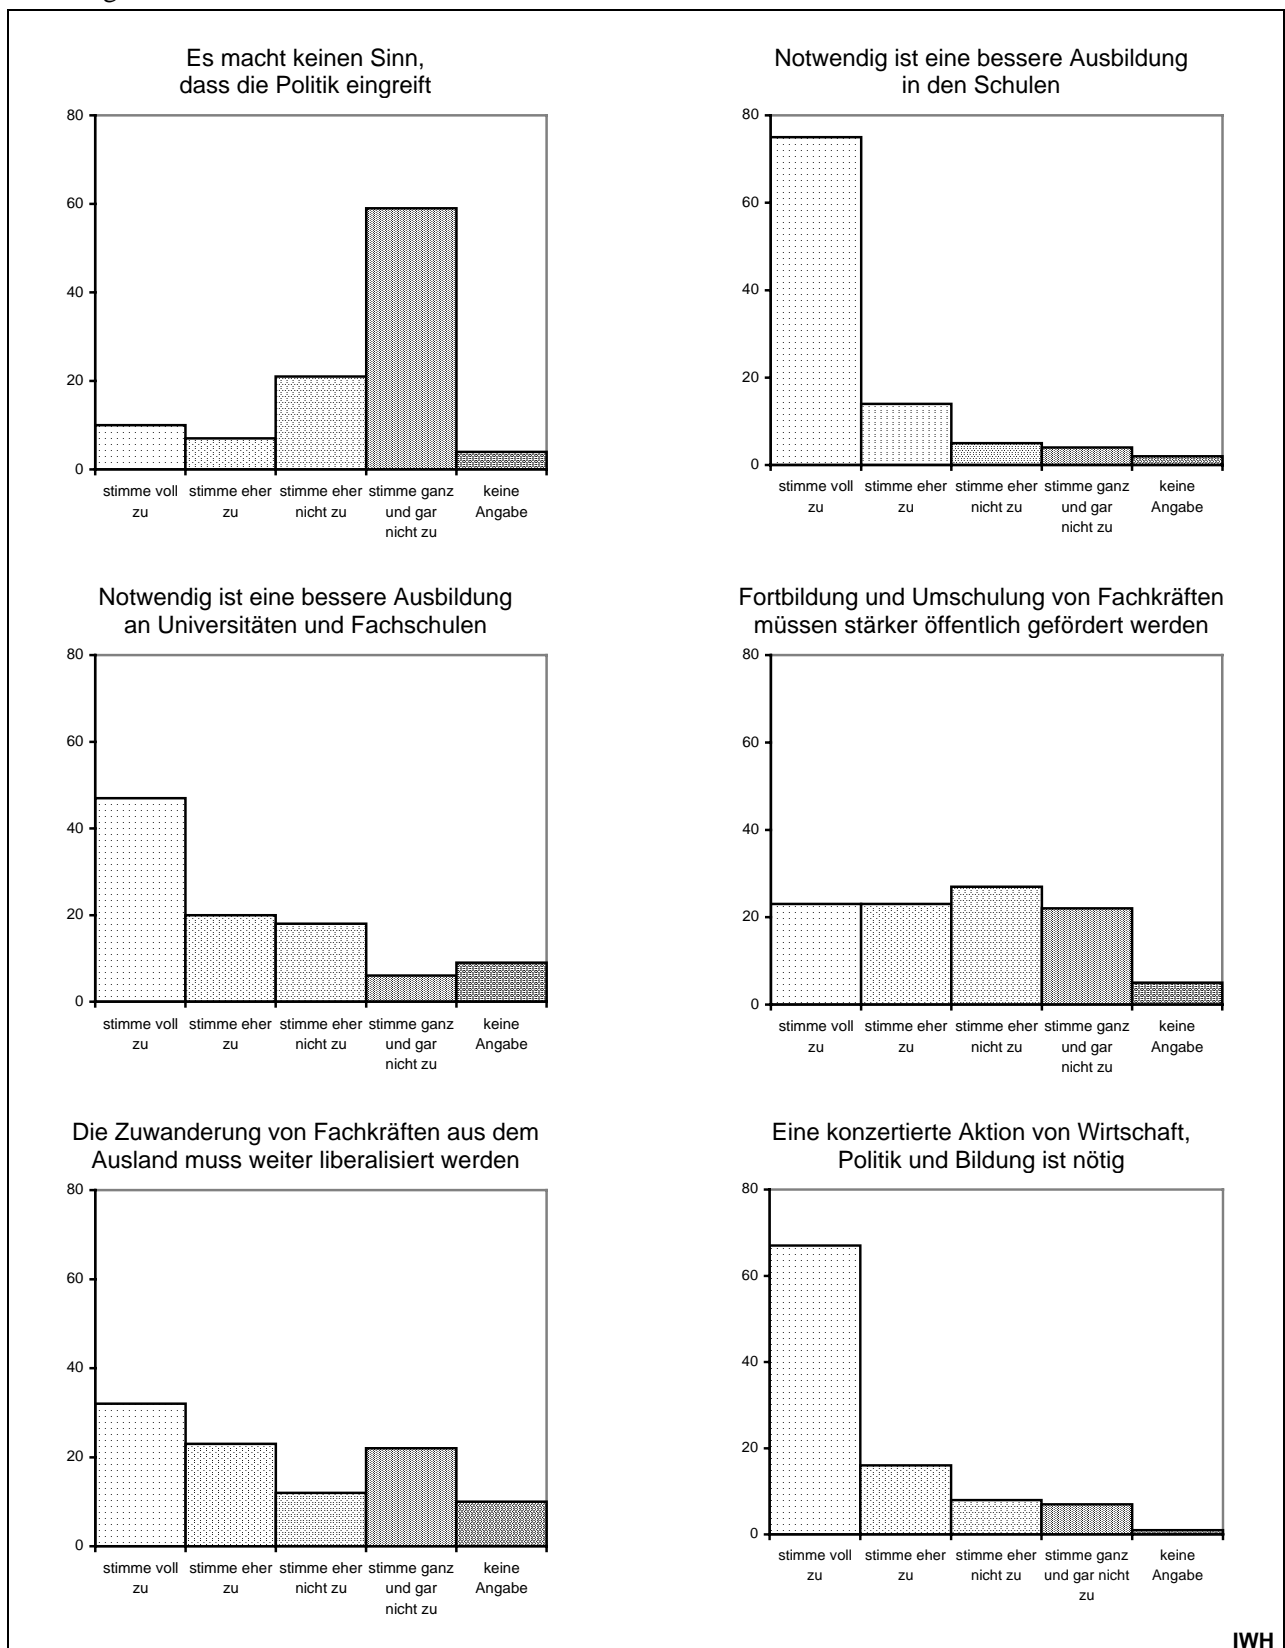 Es macht keinen Sinn,
dass die Politik eingreift
80
60
40
20
0
stimme voll zu
stimme eher zu
stimme eher nicht zu
stimme ganz und gar nicht zu
keine Angabe
Notwendig ist eine bessere Ausbildung
in den Schulen
80
60
40
20
0
stimme voll zu
stimme eher zu
stimme eher nicht zu
stimme ganz und gar nicht zu
keine Angabe
Notwendig ist eine bessere Ausbildung
an Universitäten und Fachschulen
80
60
40
20
0
stimme voll zu
stimme eher zu
stimme eher nicht zu
stimme ganz und gar nicht zu
keine Angabe
Fortbildung und Umschulung von Fachkräften
müssen stärker öffentlich gefördert werden
80
60
40
20
0
stimme voll zu
stimme eher zu
stimme eher nicht zu
stimme ganz und gar nicht zu
keine Angabe
Die Zuwanderung von Fachkräften aus dem
Ausland muss weiter liberalisiert werden
80
60
40
20
0
stimme voll zu
stimme eher zu
stimme eher nicht zu
stimme ganz und gar nicht zu
keine Angabe
Eine konzertierte Aktion von Wirtschaft,
Politik und Bildung ist nötig
80
60
40
20
0
stimme voll zu
stimme eher zu
stimme eher nicht zu
stimme ganz und gar nicht zu
keine Angabe
IWH